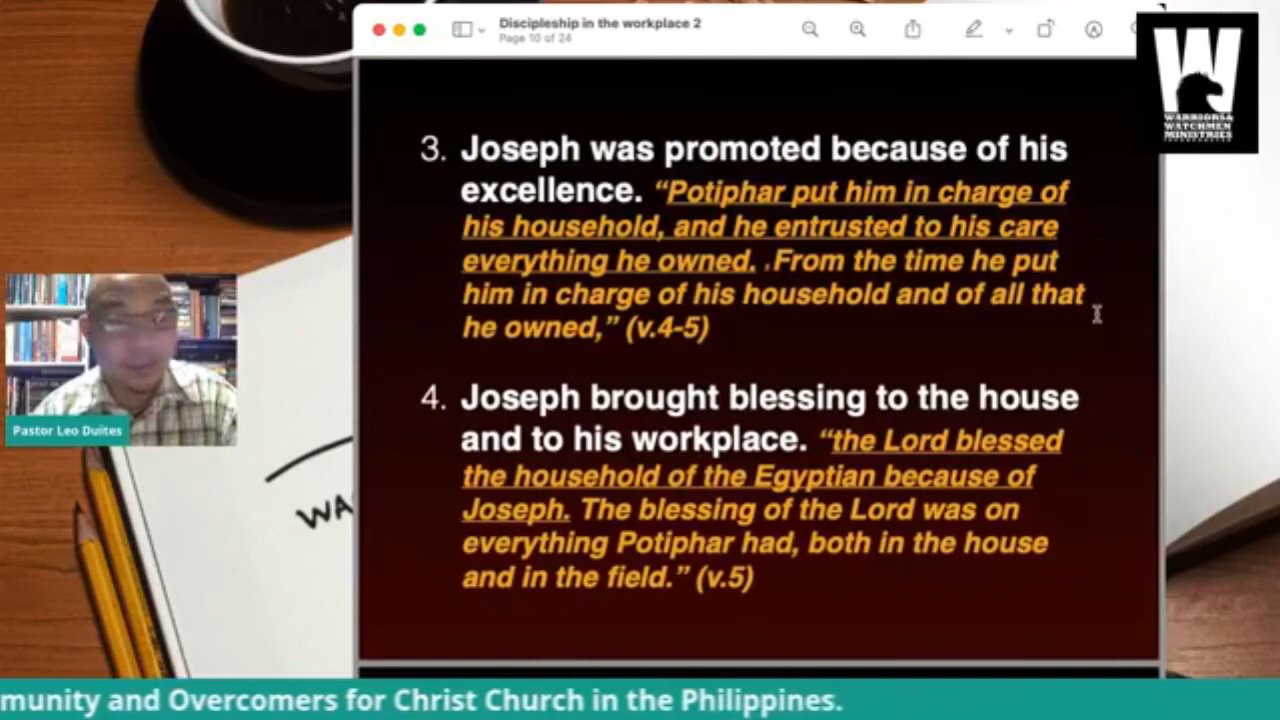 Discipleship in the workplace 2
Page 10 of 24
W
WARRIORS &
WATCHMEN
MINISTRIES
3. Joseph was promoted because of his
excellence. “Potiphar put him in charge of
his household, and he entrusted to his care
everything he owned. .From the time he put
him in charge of his household and of all that
he owned,” (v.4-5)
4. Joseph brought blessing to the house
and to his workplace. “the Lord blessed
the household of the Egyptian because of
Joseph. The blessing of the Lord was on
everything Potiphar had, both in the house
and in the field.” (v.5)
Pastor Leo Duites
WA
munity and Overcomers for Christ Church in the Philippines.